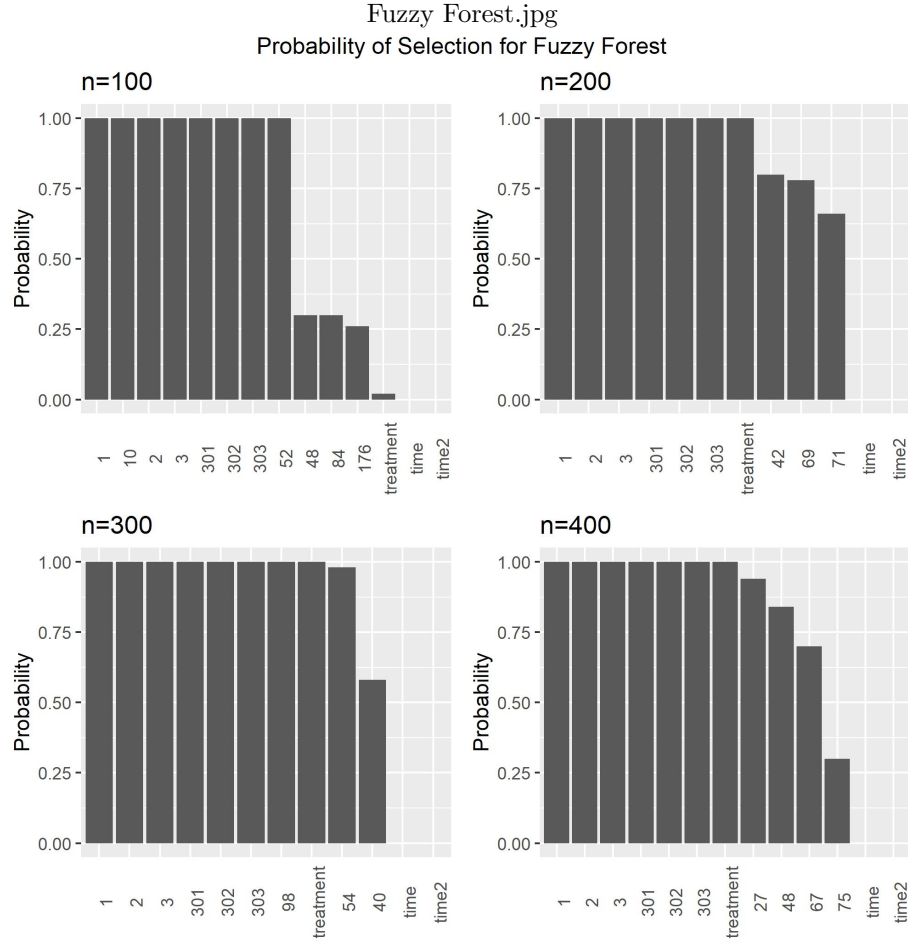 Fuzzy Forest.jpg
Probability of Selection for Fuzzy Forest
n=100
Probability
1.00
0.75
0.50
0.25
0.00
1 10 2 3 301 302 303 52 48 84 176 treatment time time2
n=200
Probability
1.00
0.75
0.50
0.25
0.00
1 2 3 301 302 303 treatment 42 69 71 time time2
n=300
Probability
1.00
0.75
0.50
0.25
0.00
1 2 3 301 302 303 98 treatment 54 40 time time2
n=400
Probability
1.00
0.75
0.50
0.25
0.00
1 2 3 301 302 303 treatment 27 48 67 75 time time2